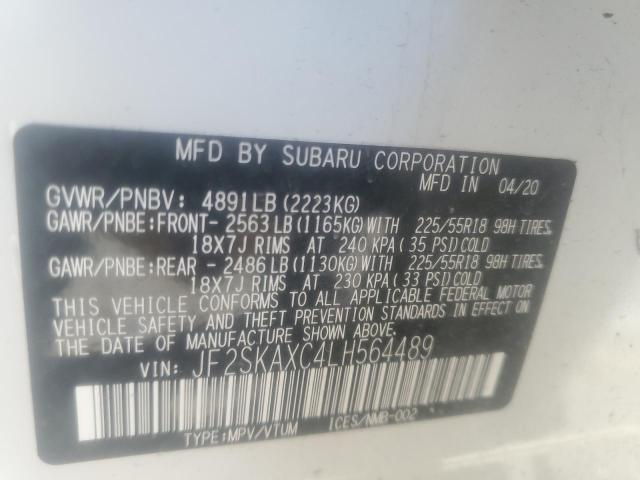 MFD BY SUBARU CORPORATION
MFD IN 04/20
GVWR/PNBV: 4891LB (2223KG)
GAWR/PNBE:FRONT- 2563 LB (1165KG) WITH 225/55R18 98H TIRES,
18X7J RIMS AT 240 KPA ( 35 PSI) COLD
GAWR/PNBE:REAR - 2486 LB (1130KG) WITH 225/55R18 98H TIRES,
18X7J RIMS AT 230 KPA ( 33 PSI) COLD
THIS VEHICLE CONFORMS TO ALL APPLICABLE FEDERAL MOTOR
VEHICLE SAFETY AND THEFT PREVENTION STANDARDS IN EFFECT ON
THE DATE OF MANUFACTURE SHOWN ABOVE.
VIN: JF2SKAXC4LH564489
TYPE:MPV/VTUM ICES/NMB-002